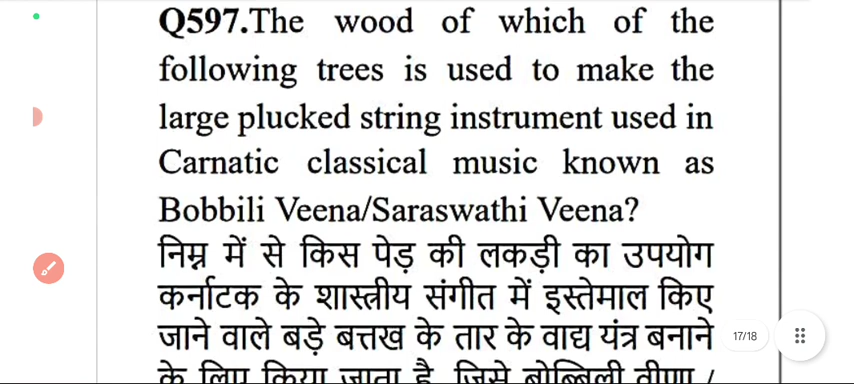 Q597.The wood of which of the
following trees is used to make the
large plucked string instrument used in
Carnatic classical music known as
Bobbili Veena/Saraswathi Veena?
निम्न में से किस पेड़ की लकड़ी का उपयोग
कर्नाटक के शास्त्रीय संगीत में इस्तेमाल किए
जाने वाले बड़े बत्तख के तार के वाद्य यंत्र बनाने
17/18
के लिए किया जाता है, जिसे बोब्बिली वीणा /